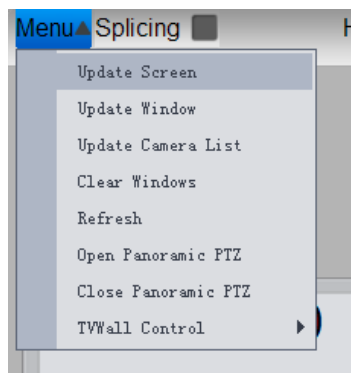 Menu Splicing
Update Screen
Update Window
Update Camera List
Clear Windows
Refresh
Open Panoramic PTZ
Close Panoramic PTZ
TVWall Control